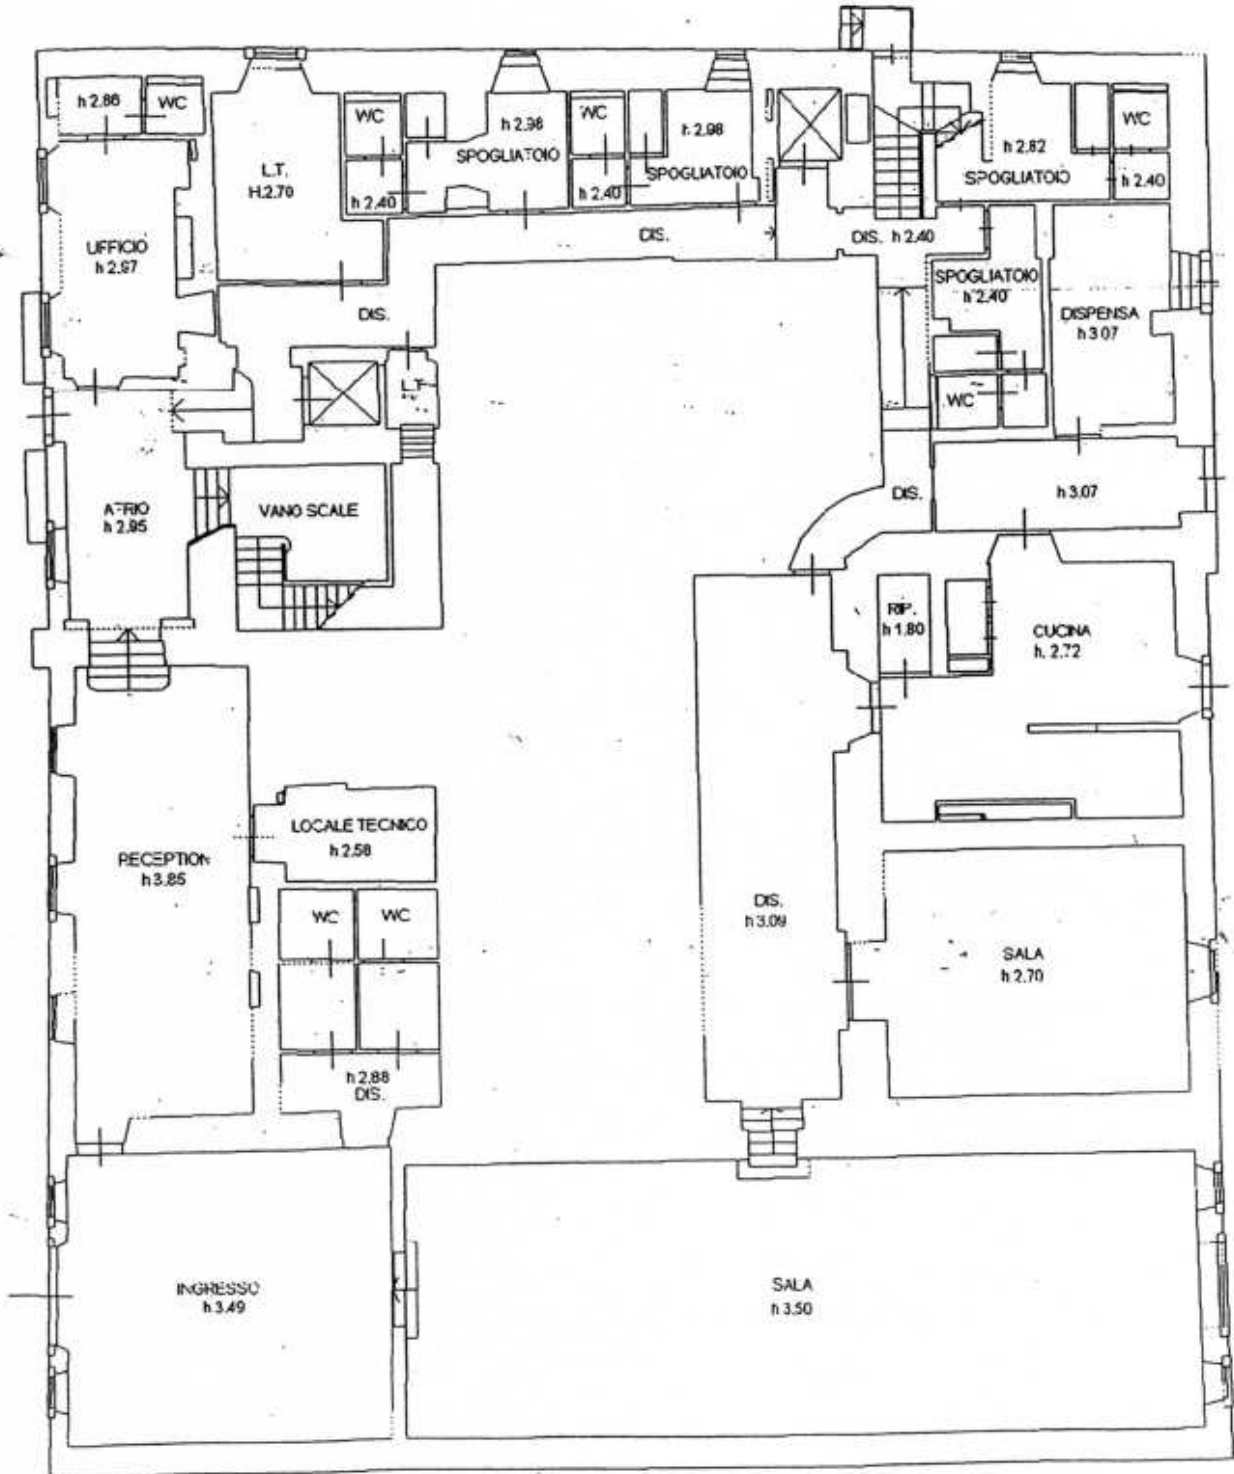 h 2.86
WC
L.T.
H.2.70
WC
h 2.40
h 2.98
SPOGLIATOIO
WC
h 2.40
h 2.98
SPOGLIATOIO
h 2.82
SPOGLIATOIO
WC
h 2.40
UFFICIO
h 2.97
DIS.
DIS. h 2.40
SPOGLIATOIO
h 2.40
DISPENSA
h 3.07
DIS.
L.T.
WC
ATRIO
h 2.95
VANO SCALE
DIS.
h 3.07
RIP.
h 1.80
CUCINA
h. 2.72
LOCALE TECNICO
h 2.58
RECEPTION
h 3.85
WC
WC
DIS.
h 3.09
SALA
h 2.70
h 2.88
DIS.
INGRESSO
h 3.49
SALA
h 3.50